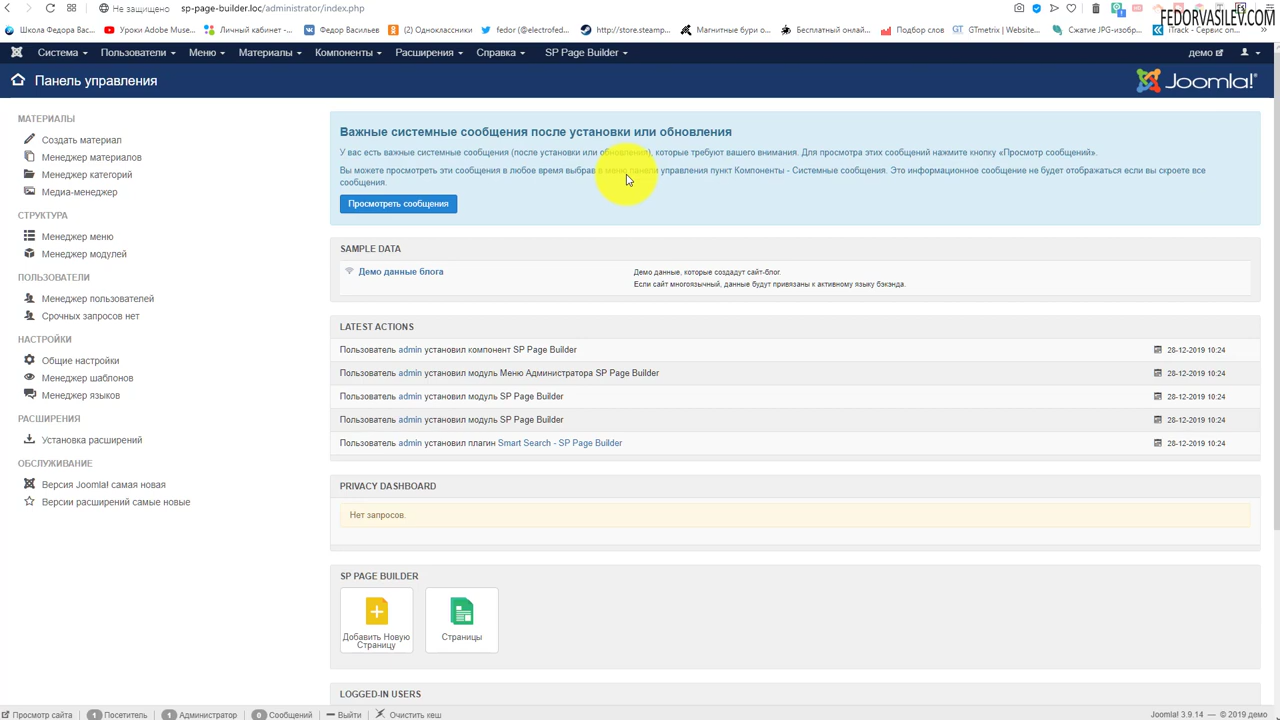 Не защищено
sp-page-builder.loc/administrator/index.php
FEDORVASILEV.COM
Школа Федора Вас...
Уроки Adobe Muse...
Личный кабинет -...
Федор Васильев
(2) Одноклассники
fedor (@electrofed...
http://store.steamp...
Магнитные бури о...
Бесплатный онлай...
Подбор слов
GTmetrix | Website...
Сжатие JPG-изобр...
iTrack - Сервис оп...
Система
Пользователи
Меню
Материалы
Компоненты
Расширения
Справка
SP Page Builder
демо
Панель управления
Joomla!
МАТЕРИАЛЫ
Создать материал
Менеджер материалов
Менеджер категорий
Медиа-менеджер
СТРУКТУРА
Менеджер меню
Менеджер модулей
ПОЛЬЗОВАТЕЛИ
Менеджер пользователей
Срочных запросов нет
НАСТРОЙКИ
Общие настройки
Менеджер шаблонов
Менеджер языков
РАСШИРЕНИЯ
Установка расширений
ОБСЛУЖИВАНИЕ
Версия Joomla! самая новая
Версии расширений самые новые
Важные системные сообщения после установки или обновления
У вас есть важные системные сообщения (после установки или обновления), которые требуют вашего внимания. Для просмотра этих сообщений нажмите кнопку «Просмотр сообщений».
Вы можете просмотреть эти сообщения в любое время выбрав в меню панели управления пункт Компоненты - Системные сообщения. Это информационное сообщение не будет отображаться если вы скроете все
сообщения.
Просмотреть сообщения
SAMPLE DATA
Демо данные блога
Демо данные, которые создадут сайт-блог.
Если сайт многоязычный, данные будут привязаны к активному языку бэкэнда.
LATEST ACTIONS
Пользователь admin установил компонент SP Page Builder
28-12-2019 10:24
Пользователь admin установил модуль Меню Администратора SP Page Builder
28-12-2019 10:24
Пользователь admin установил модуль SP Page Builder
28-12-2019 10:24
Пользователь admin установил модуль SP Page Builder
28-12-2019 10:24
Пользователь admin установил плагин Smart Search - SP Page Builder
28-12-2019 10:24
PRIVACY DASHBOARD
Нет запросов.
SP PAGE BUILDER
Добавить Новую
Страницу
Страницы
LOGGED-IN USERS
Просмотр сайта
1 Посетитель
1 Администратор
0 Сообщений
Выйти
Очистить кеш
Joomla! 3.9.14 — © 2019 демо